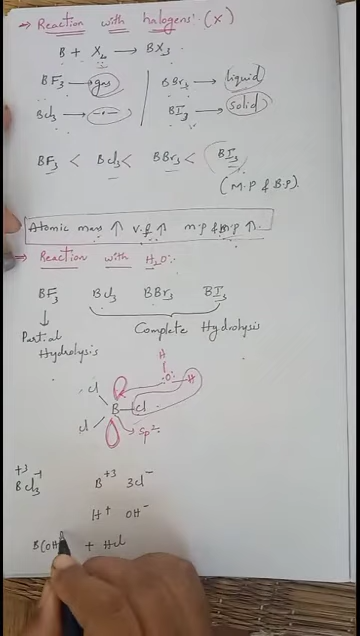 → Reaction with halogens:- (X)
B + X₂ → BX₃
BF₃ → gas
BCl₃ → -"-
BBr₃ → liquid
BI₃ → solid
BF₃ < BCl₃ < BBr₃ < BI₃
(M.P & B.P)
Atomic mass ↑ v.f ↑ m.p & b.p ↑.
→ Reaction with H₂O:-
BF₃ BCl₃ BBr₃ BI₃
↓
Partial Hydrolysis
Complete Hydrolysis
H
Cl :O: H
B — Cl
Cl → Sp²-
+3 -1
BCl₃ B⁺³ 3Cl⁻
H⁺ OH⁻
B(OH + HCl